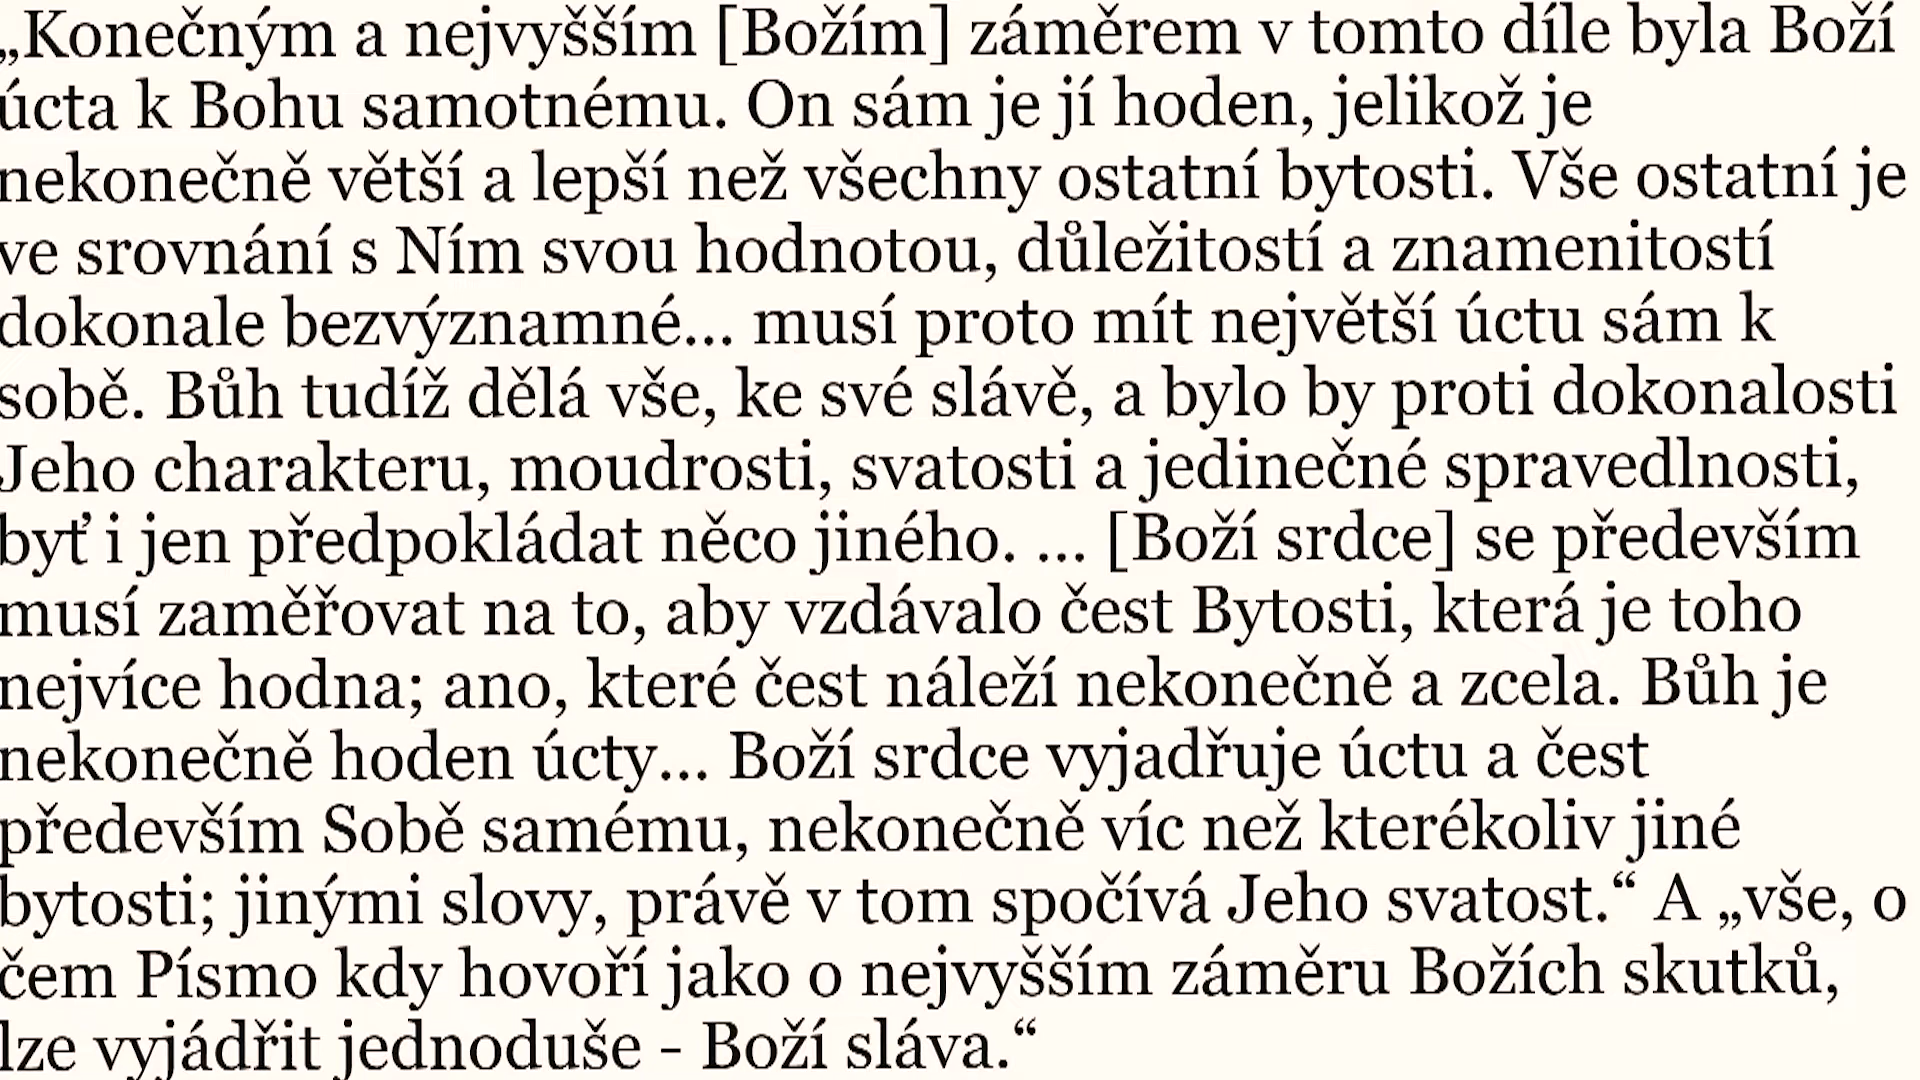 „Konečným a nejvyšším [Božím] záměrem v tomto díle byla Boží
úcta k Bohu samotnému. On sám je jí hoden, jelikož je
nekonečně větší a lepší než všechny ostatní bytosti. Vše ostatní je
ve srovnání s Ním svou hodnotou, důležitostí a znamenitostí
dokonale bezvýznamné... musí proto mít největší úctu sám k
sobě. Bůh tudíž dělá vše, ke své slávě, a bylo by proti dokonalosti
Jeho charakteru, moudrosti, svatosti a jedinečné spravedlnosti,
byť i jen předpokládat něco jiného. ... [Boží srdce] se především
musí zaměřovat na to, aby vzdávalo čest Bytosti, která je toho
nejvíce hodna; ano, které čest náleží nekonečně a zcela. Bůh je
nekonečně hoden úcty... Boží srdce vyjadřuje úctu a čest
především Sobě samému, nekonečně víc než kterékoliv jiné
bytosti; jinými slovy, právě v tom spočívá Jeho svatost.“ A „vše, o
čem Písmo kdy hovoří jako o nejvyšším záměru Božích skutků,
lze vyjádřit jednoduše - Boží sláva.“